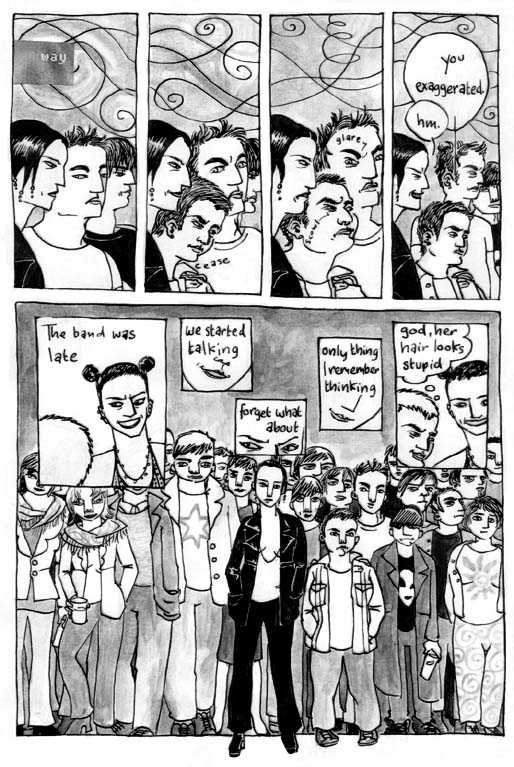 way
cease
glare!
you
exaggerated.
hm.
The band was
late
we started
talking
forget what
about
only thing
I remember
thinking
god, her
hair looks
stupid